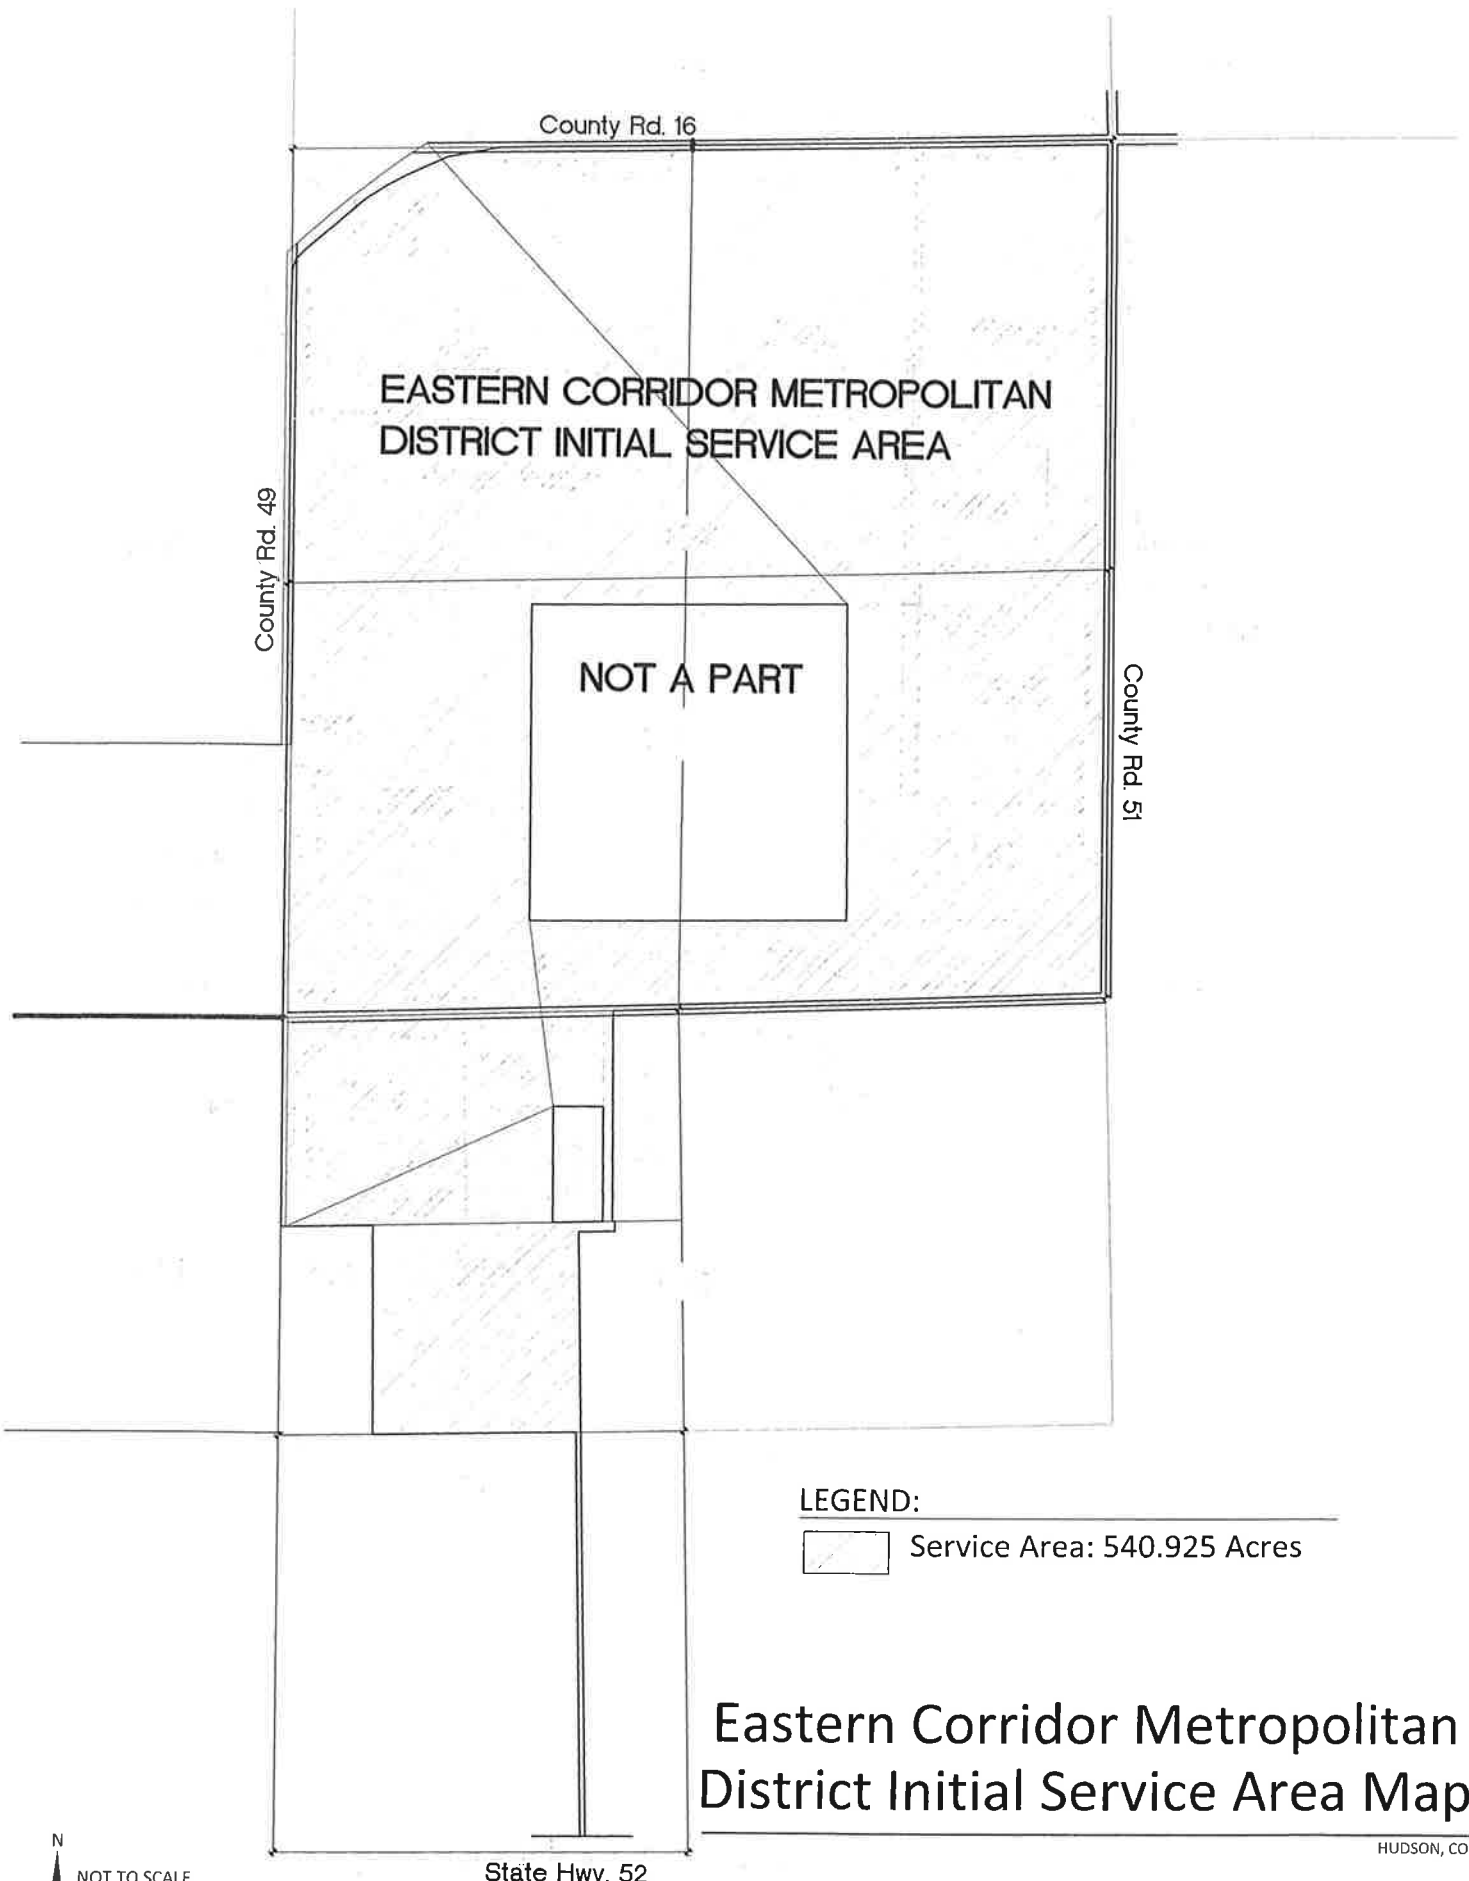 County Rd. 16
EASTERN CORRIDOR METROPOLITAN
DISTRICT INITIAL SERVICE AREA
County Rd. 49
NOT A PART
County Rd. 51
LEGEND:
Service Area: 540.925 Acres
Eastern Corridor Metropolitan
District Initial Service Area Map
HUDSON, CO
N
NOT TO SCALE
State Hwy. 52